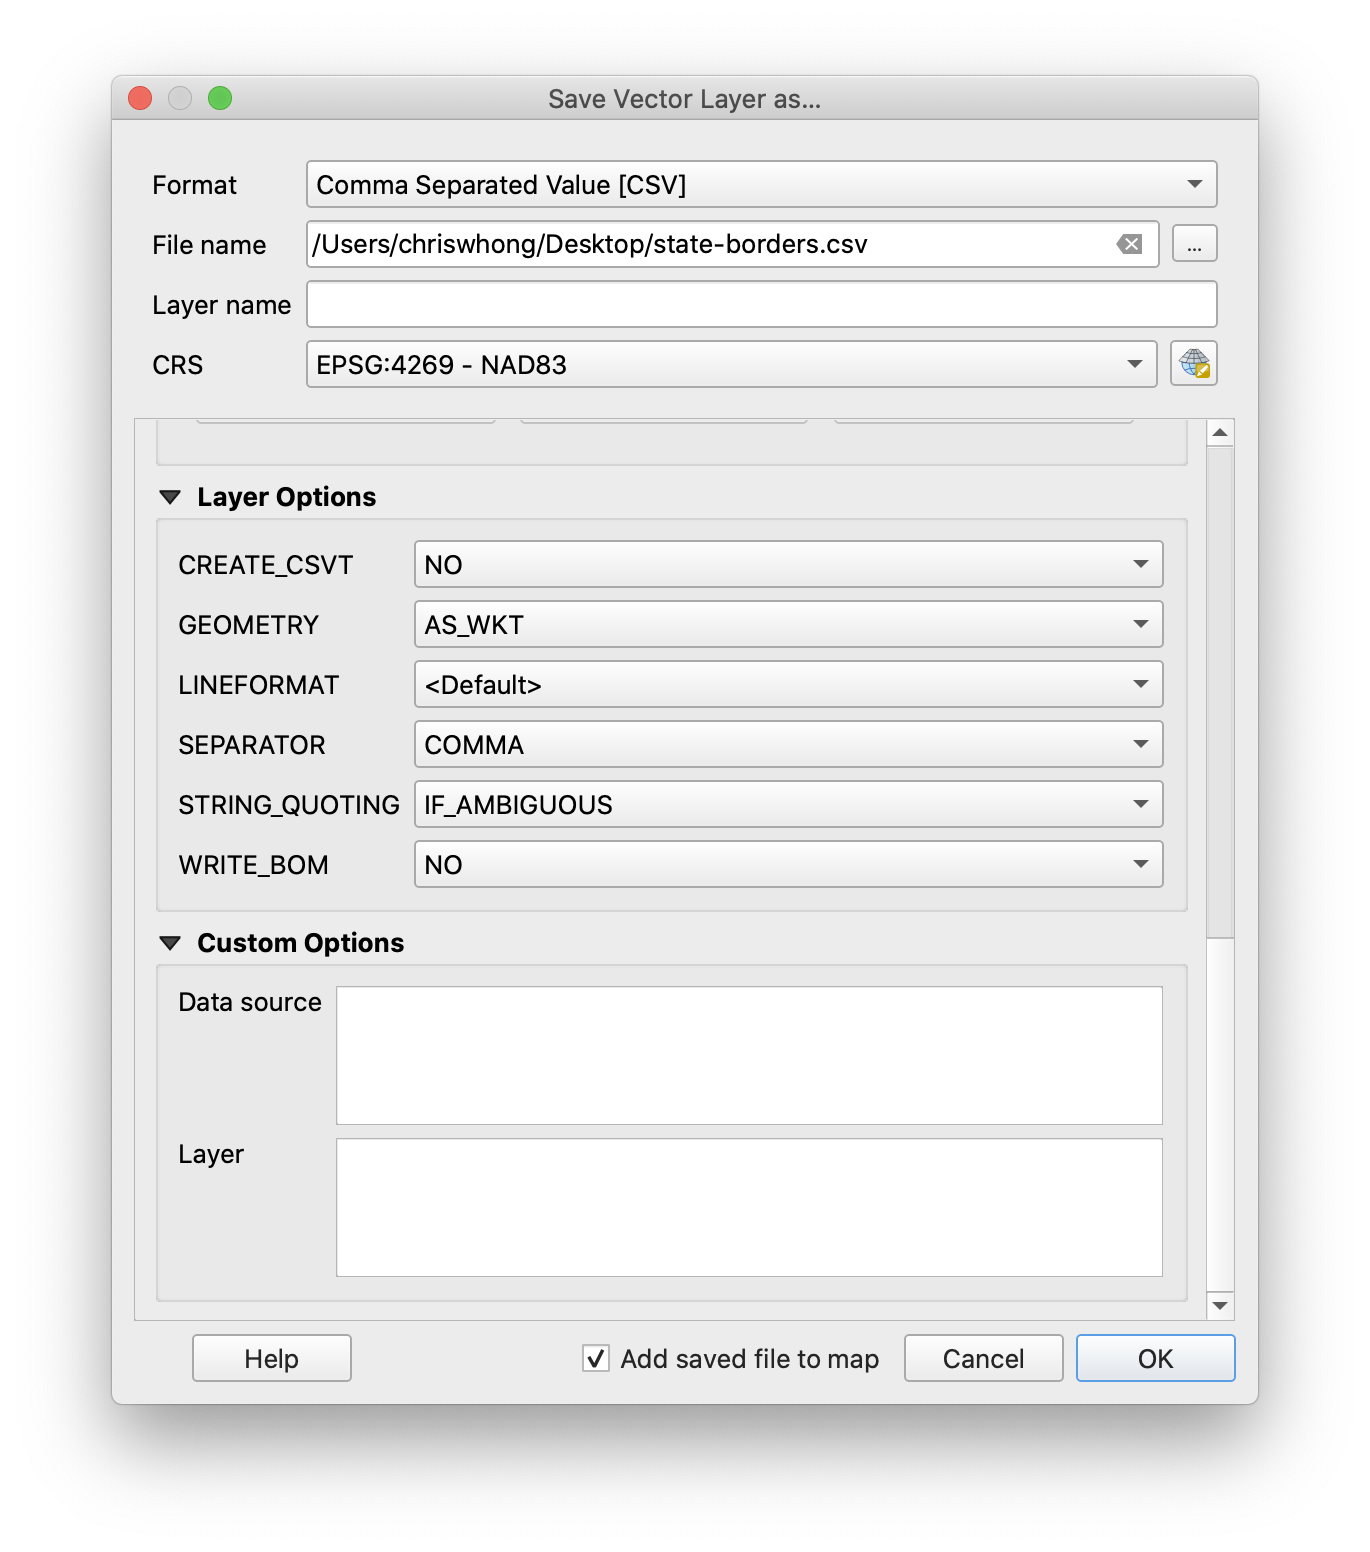 Save Vector Layer as...
Format Comma Separated Value [CSV]
File name /Users/chriswhong/Desktop/state-borders.csv ...
Layer name
CRS EPSG:4269 - NAD83
Layer Options
CREATE_CSVT NO
GEOMETRY AS_WKT
LINEFORMAT <Default>
SEPARATOR COMMA
STRING_QUOTING IF_AMBIGUOUS
WRITE_BOM NO
Custom Options
Data source
Layer
Help Add saved file to map Cancel OK